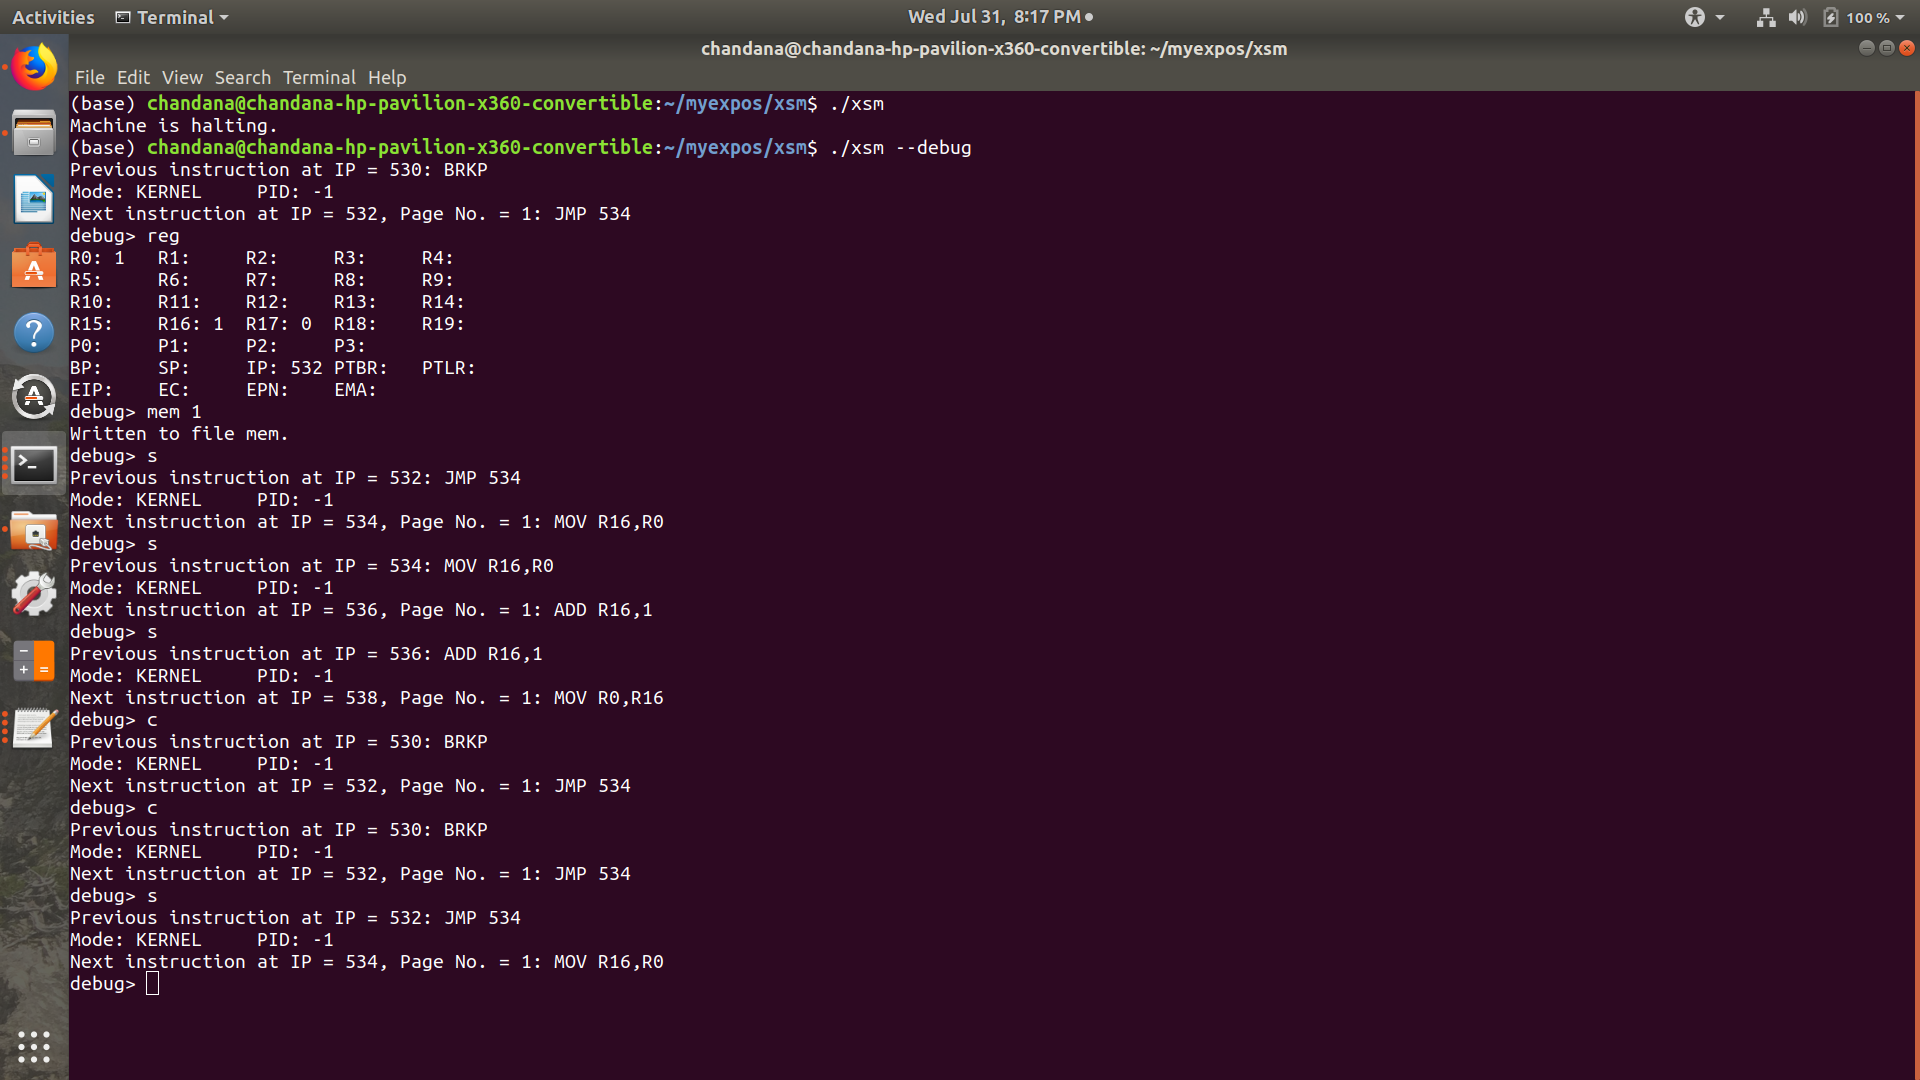 Activities Terminal Wed Jul 31, 8:17 PM 100 %
chandana@chandana-hp-pavilion-x360-convertible: ~/myexpos/xsm
File Edit View Search Terminal Help
(base) chandana@chandana-hp-pavilion-x360-convertible:~/myexpos/xsm$ ./xsm
Machine is halting.
(base) chandana@chandana-hp-pavilion-x360-convertible:~/myexpos/xsm$ ./xsm --debug
Previous instruction at IP = 530: BRKP
Mode: KERNEL     PID: -1
Next instruction at IP = 532, Page No. = 1: JMP 534
debug> reg
R0: 1   R1:     R2:     R3:     R4:
R5:     R6:     R7:     R8:     R9:
R10:    R11:    R12:    R13:    R14:
R15:    R16: 1  R17: 0  R18:    R19:
P0:     P1:     P2:     P3:
BP:     SP:     IP: 532 PTBR:   PTLR:
EIP:    EC:     EPN:    EMA:
debug> mem 1
Written to file mem.
debug> s
Previous instruction at IP = 532: JMP 534
Mode: KERNEL     PID: -1
Next instruction at IP = 534, Page No. = 1: MOV R16,R0
debug> s
Previous instruction at IP = 534: MOV R16,R0
Mode: KERNEL     PID: -1
Next instruction at IP = 536, Page No. = 1: ADD R16,1
debug> s
Previous instruction at IP = 536: ADD R16,1
Mode: KERNEL     PID: -1
Next instruction at IP = 538, Page No. = 1: MOV R0,R16
debug> c
Previous instruction at IP = 530: BRKP
Mode: KERNEL     PID: -1
Next instruction at IP = 532, Page No. = 1: JMP 534
debug> c
Previous instruction at IP = 530: BRKP
Mode: KERNEL     PID: -1
Next instruction at IP = 532, Page No. = 1: JMP 534
debug> s
Previous instruction at IP = 532: JMP 534
Mode: KERNEL     PID: -1
Next instruction at IP = 534, Page No. = 1: MOV R16,R0
debug>